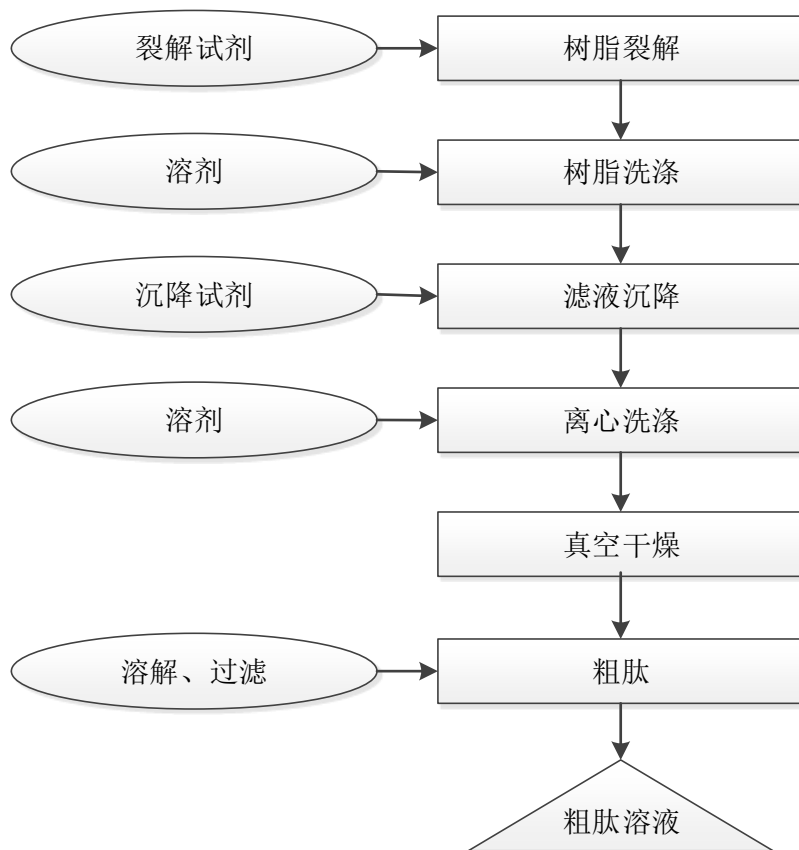 裂解试剂
树脂裂解
溶剂
树脂洗涤
沉降试剂
滤液沉降
溶剂
离心洗涤
真空干燥
溶解、过滤
粗肽
粗肽溶液